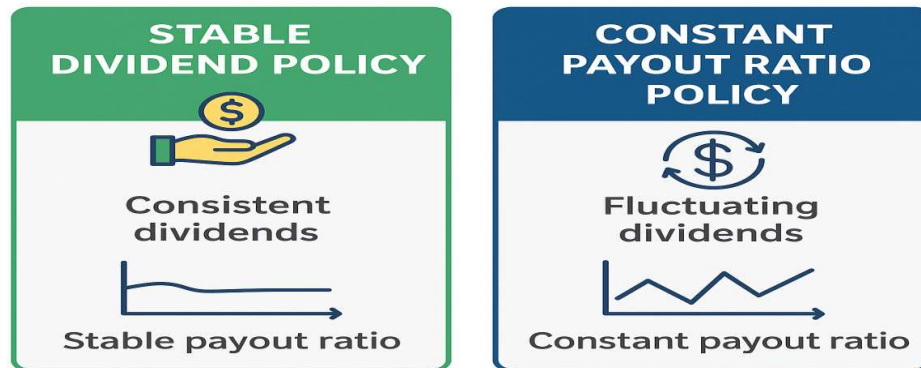 STABLE
DIVIDEND POLICY
$
Consistent
dividends
Stable payout ratio
CONSTANT
PAYOUT RATIO
POLICY
$
Fluctuating
dividends
Constant payout ratio